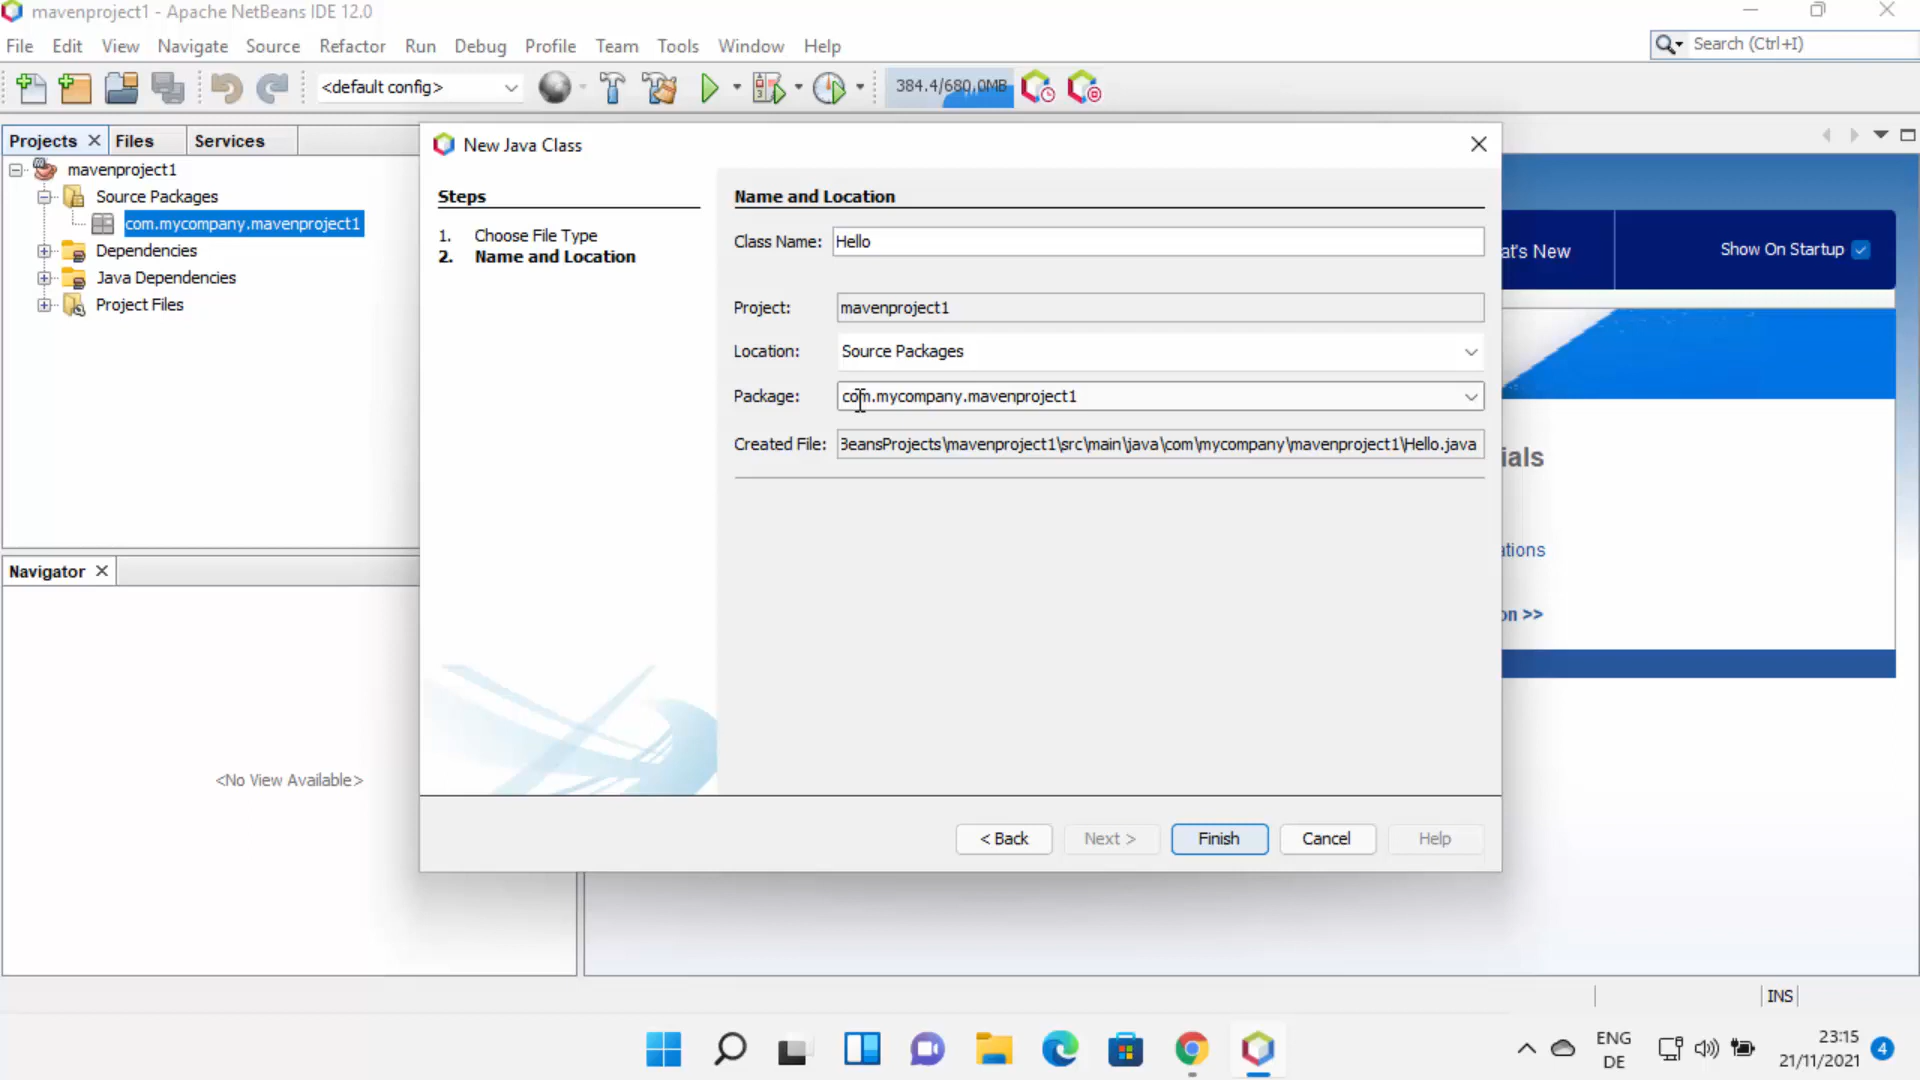 mavenproject1 - Apache NetBeans IDE 12.0
File Edit View Navigate Source Refactor Run Debug Profile Team Tools Window Help
Search (Ctrl+I)
<default config>
384.4/680.0MB
Projects Files Services
mavenproject1
Source Packages
com.mycompany.mavenproject1
Dependencies
Java Dependencies
Project Files
Navigator
<No View Available>
New Java Class
Steps
1. Choose File Type
2. Name and Location
Name and Location
Class Name: Hello
Project: mavenproject1
Location: Source Packages
Package: com.mycompany.mavenproject1
Created File: BeansProjects\mavenproject1\src\main\java\com\mycompany\mavenproject1\Hello.java
< Back Next > Finish Cancel Help
at's New
Show On Startup
ials
ations
on >>
INS
ENG
DE
23:15
21/11/2021
4